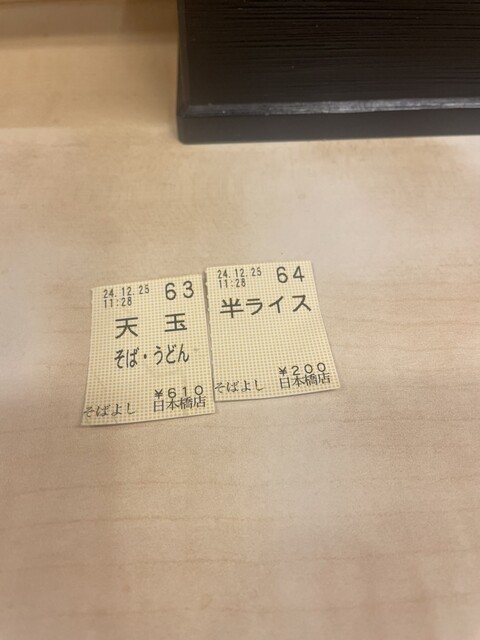 24.12.25 63
11:28
天 玉
そば・うどん
¥610
そばよし 日本橋店
24.12.25 64
11:28
半ライス
¥200
そばよし 日本橋店